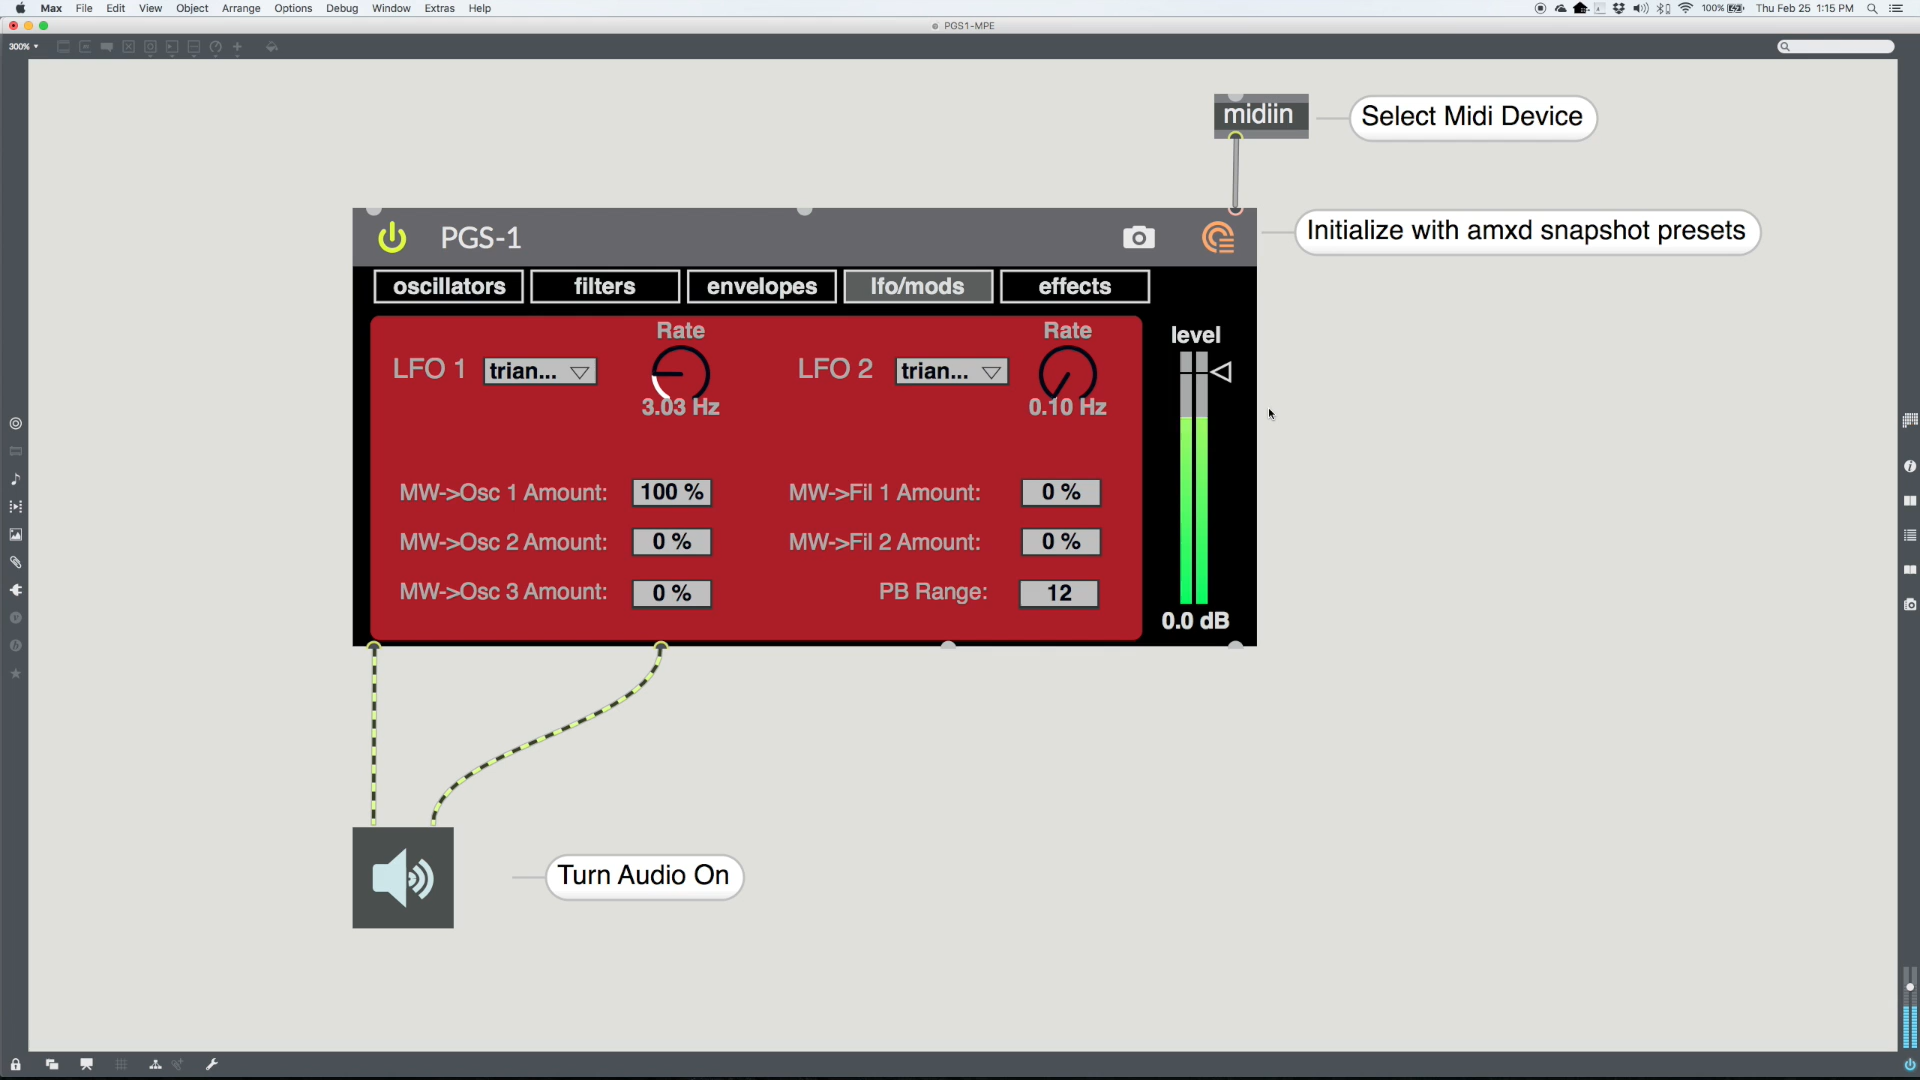 Max File Edit View Object Arrange Options Debug Window Extras Help
100% Thu Feb 25 1:15 PM
PGS1-MPE
300%
midiin
Select Midi Device
PGS-1
Initialize with amxd snapshot presets
oscillators filters envelopes lfo/mods effects
Rate Rate level
LFO 1 trian... LFO 2 trian...
3.03 Hz 0.10 Hz
MW->Osc 1 Amount: 100 % MW->Fil 1 Amount: 0 %
MW->Osc 2 Amount: 0 % MW->Fil 2 Amount: 0 %
MW->Osc 3 Amount: 0 % PB Range: 12
0.0 dB
Turn Audio On